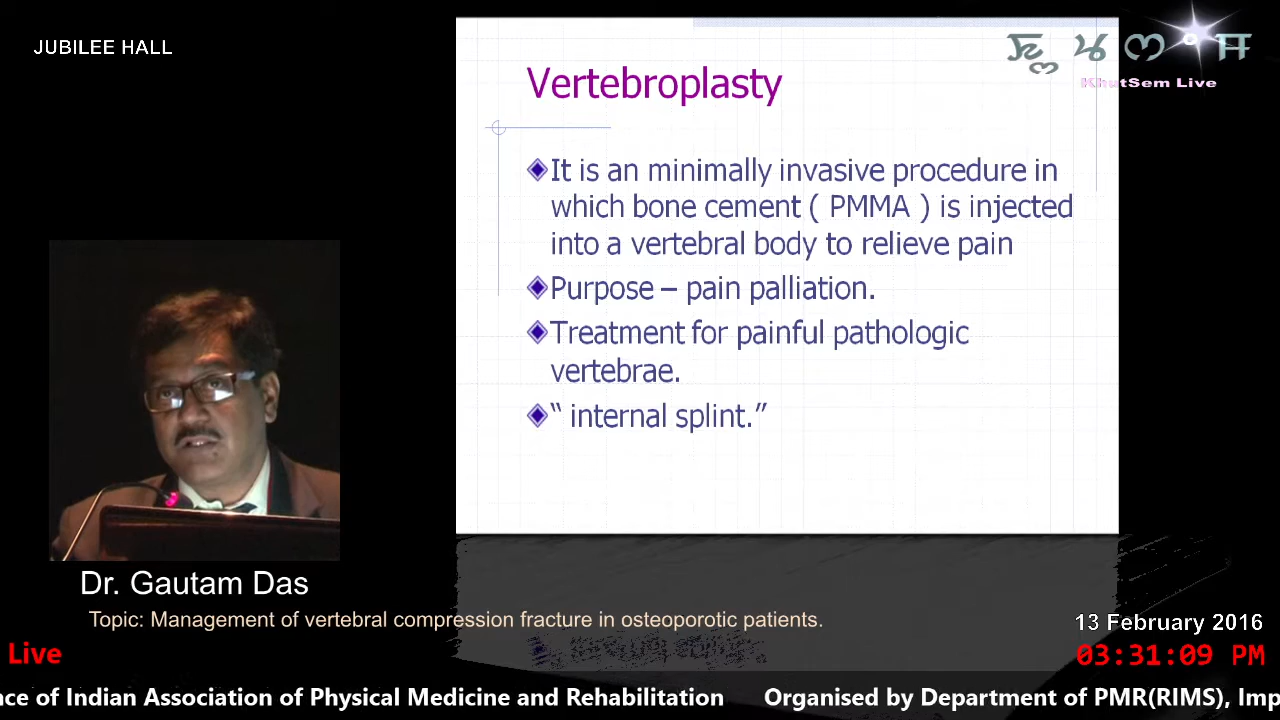 JUBILEE HALL
KhutSem Live
Vertebroplasty
It is an minimally invasive procedure in
which bone cement ( PMMA ) is injected
into a vertebral body to relieve pain
Purpose – pain palliation.
Treatment for painful pathologic
vertebrae.
“ internal splint.”
Dr. Gautam Das
Topic: Management of vertebral compression fracture in osteoporotic patients.
13 February 2016
Live
03:31:09 PM
ce of Indian Association of Physical Medicine and Rehabilitation Organised by Department of PMR(RIMS), Imp